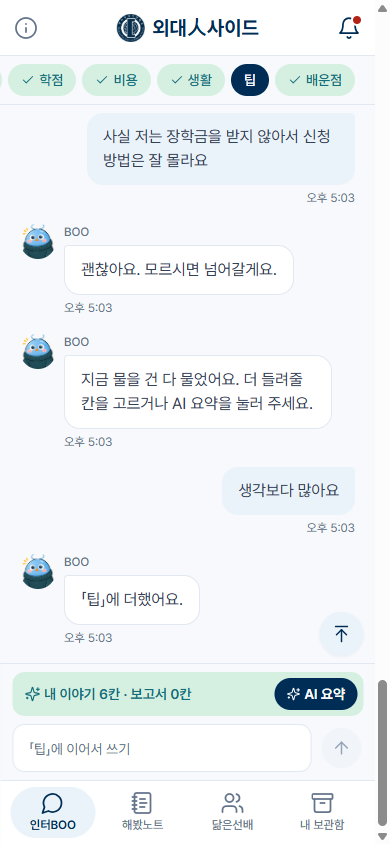 외대人사이드
학점
비용
생활
팁
배운점
사실 저는 장학금을 받지 않아서 신청
방법은 잘 몰라요
오후 5:03
BOO
괜찮아요. 모르시면 넘어갈게요.
오후 5:03
BOO
지금 물을 건 다 물었어요. 더 들려줄
칸을 고르거나 AI 요약을 눌러 주세요.
오후 5:03
생각보다 많아요
오후 5:03
BOO
「팁」에 더했어요.
오후 5:03
내 이야기 6칸 · 보고서 0칸
AI 요약
「팁」에 이어서 쓰기
인터BOO
해봤노트
닮은선배
내 보관함